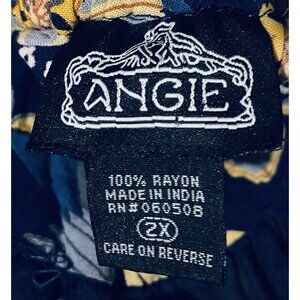 ANGIE
100% RAYON
MADE IN INDIA
RN#060508
2X
CARE ON REVERSE